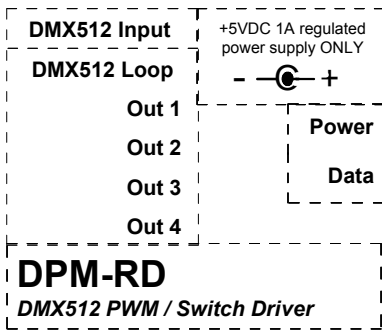 DMX512 Input
DMX512 Loop
Out 1
Out 2
Out 3
Out 4
+5VDC 1A regulated
power supply ONLY
- +
Power
Data
DPM-RD
DMX512 PWM / Switch Driver